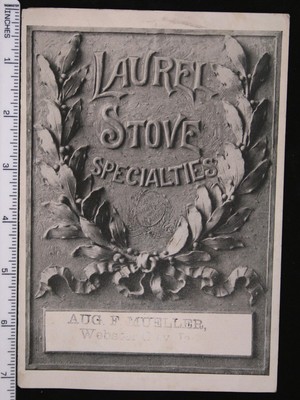 LAUREL
STOVE
SPECIALTIES
AUG. F. MUELLER,
INCHES
1
2
3
4
5
6
7